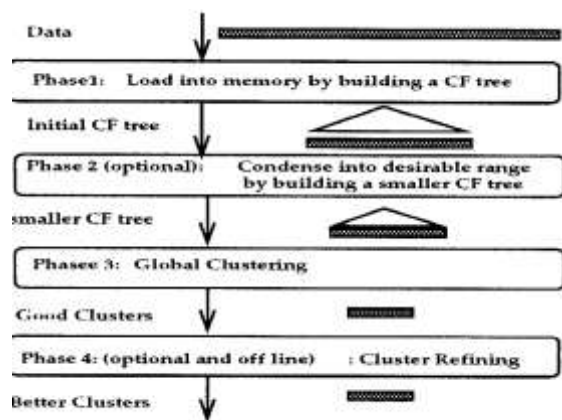 Data
Phase1: Load into memory by building a CF tree
Initial CF tree
Phase 2 (optional): Condense into desirable range
by building a smaller CF tree
smaller CF tree
Phasee 3: Global Clustering
Good Clusters
Phase 4: (optional and off line) : Cluster Refining
Better Clusters